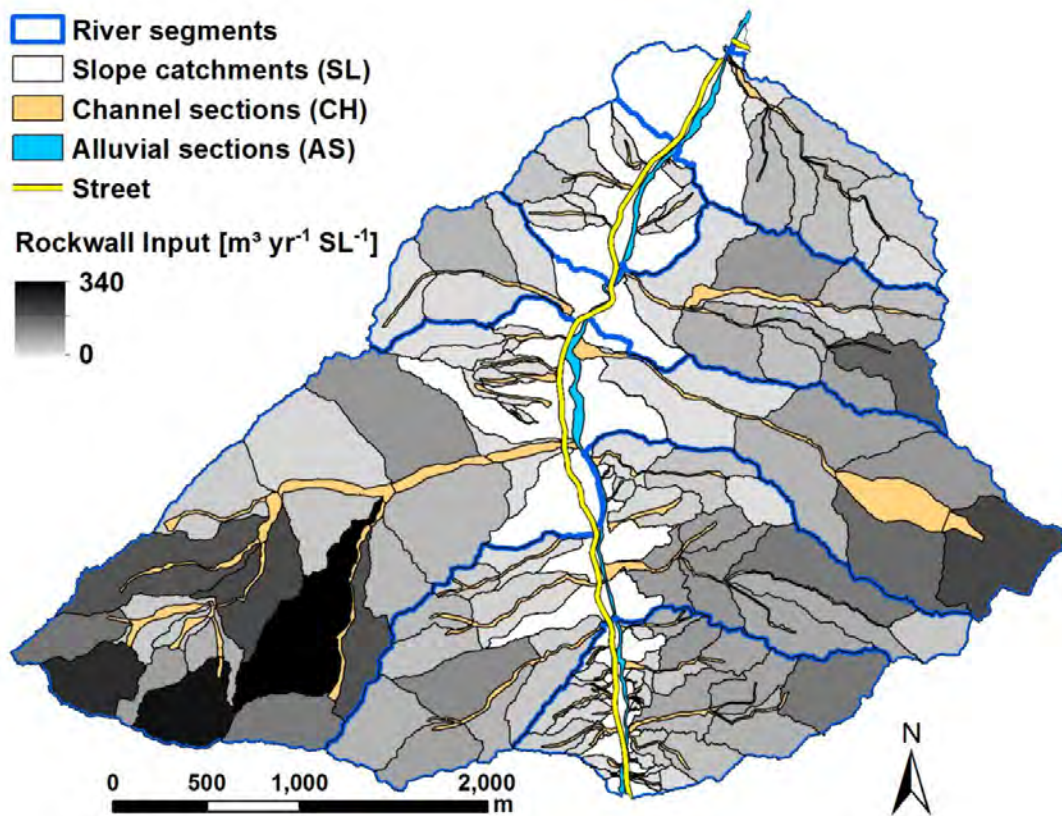 River segments
Slope catchments (SL)
Channel sections (CH)
Alluvial sections (AS)
Street
Rockwall Input [m³ yr⁻¹ SL⁻¹]
340
0
0 500 1,000 2,000
m
N